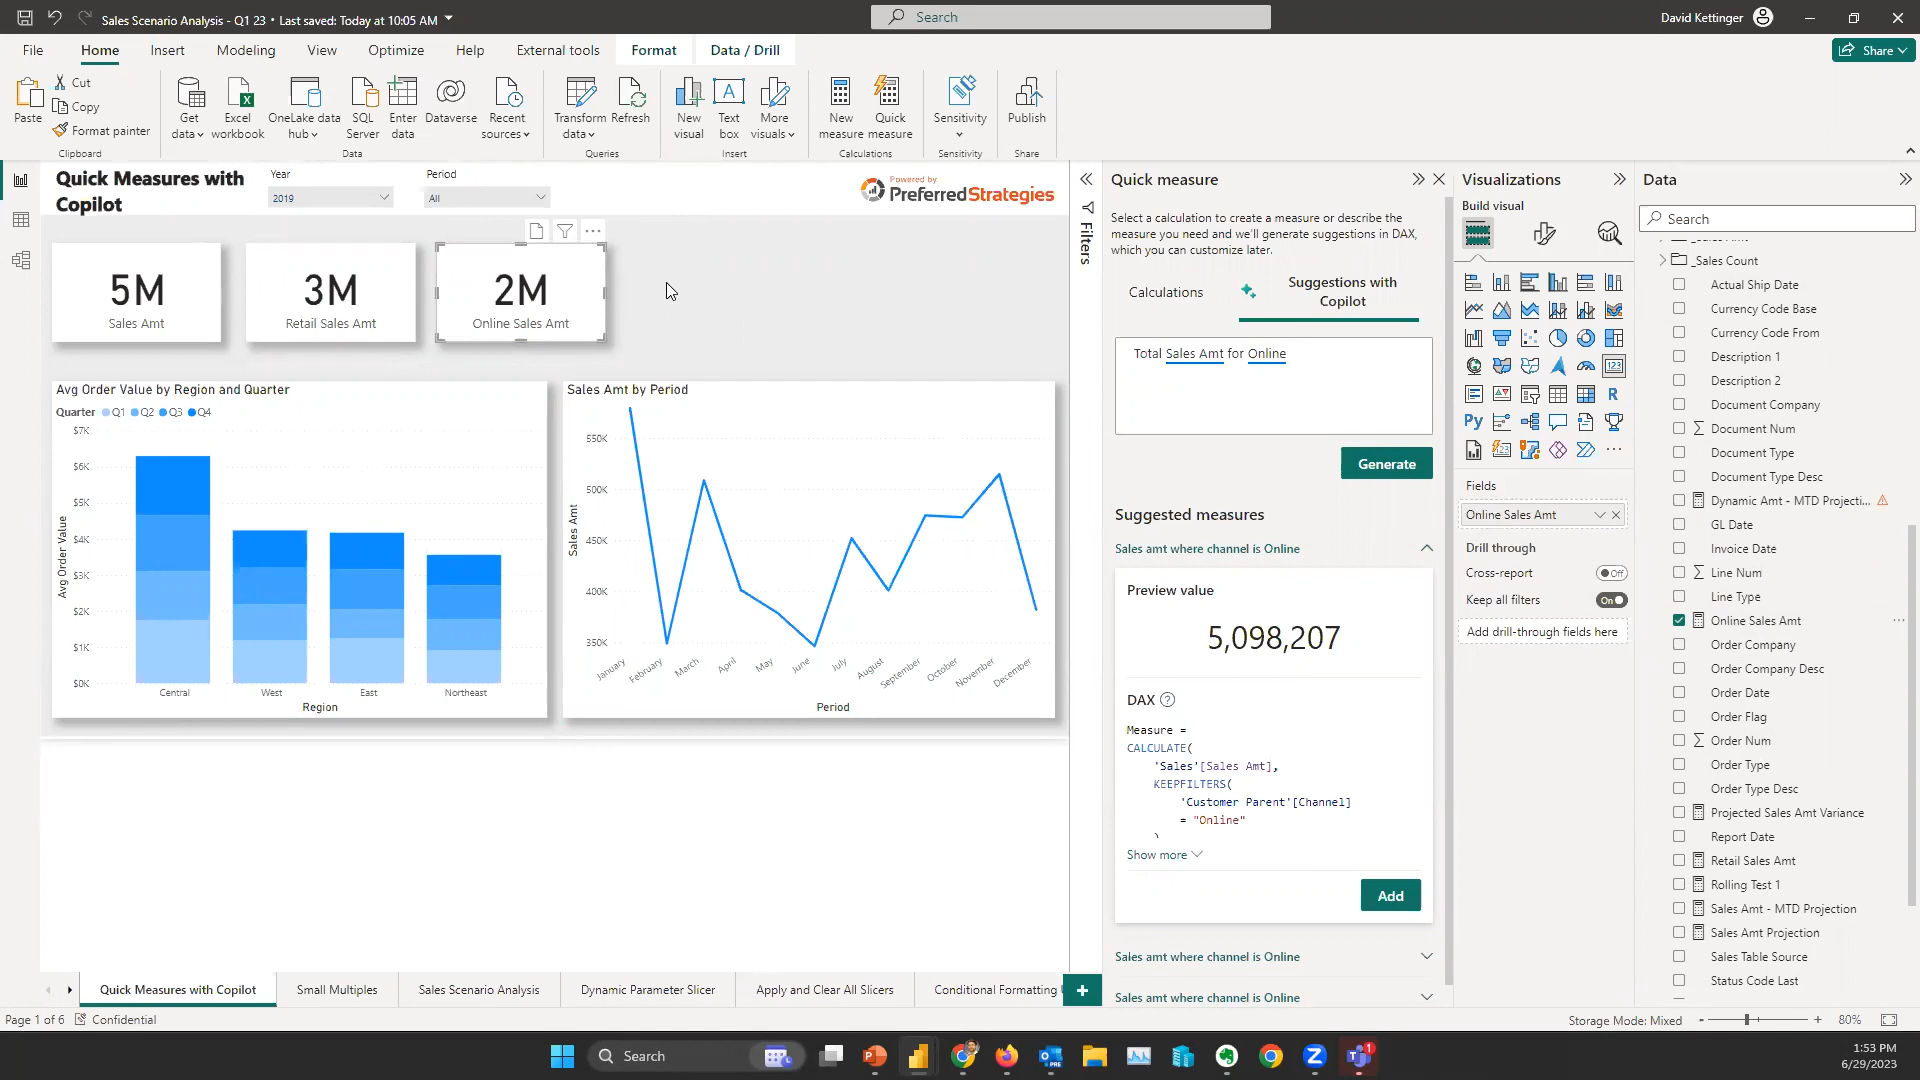 Sales Scenario Analysis - Q1 23 • Last saved: Today at 10:05 AM
Search
David Kettinger
File
Home
Insert
Modeling
View
Optimize
Help
External tools
Format
Data / Drill
Share
Paste
Cut
Copy
Format painter
Clipboard
Get data
Excel workbook
OneLake data hub
SQL Server
Enter data
Dataverse
Recent sources
Data
Transform data
Refresh
Queries
New visual
Text box
More visuals
Insert
New measure
Quick measure
Calculations
Sensitivity
Sensitivity
Publish
Share
Quick Measures with
Copilot
Year
2019
Period
All
Powered by
PreferredStrategies
5M
Sales Amt
3M
Retail Sales Amt
2M
Online Sales Amt
Avg Order Value by Region and Quarter
Quarter Q1 Q2 Q3 Q4
$7K
$6K
$5K
$4K
$3K
$2K
$1K
$0K
Avg Order Value
Central
West
East
Northeast
Region
Sales Amt by Period
550K
500K
450K
400K
350K
Sales Amt
January
February
March
April
May
June
July
August
September
October
November
December
Period
Filters
Quick measure
Select a calculation to create a measure or describe the
measure you need and we'll generate suggestions in DAX,
which you can customize later.
Calculations
Suggestions with
Copilot
Total Sales Amt for Online
Generate
Suggested measures
Sales amt where channel is Online
Preview value
5,098,207
DAX
Measure =
CALCULATE(
'Sales'[Sales Amt],
KEEPFILTERS(
'Customer Parent'[Channel]
= "Online"
)
Show more
Add
Sales amt where channel is Online
Sales amt where channel is Online
Visualizations
Build visual
123
R
Py
Fields
Online Sales Amt
Drill through
Cross-report
Off
Keep all filters
On
Add drill-through fields here
Data
Search
_Sales Count
Actual Ship Date
Currency Code Base
Currency Code From
Description 1
Description 2
Document Company
Document Num
Document Type
Document Type Desc
Dynamic Amt - MTD Projecti...
GL Date
Invoice Date
Line Num
Line Type
Online Sales Amt
Order Company
Order Company Desc
Order Date
Order Flag
Order Num
Order Type
Order Type Desc
Projected Sales Amt Variance
Report Date
Retail Sales Amt
Rolling Test 1
Sales Amt - MTD Projection
Sales Amt Projection
Sales Table Source
Status Code Last
Quick Measures with Copilot
Small Multiples
Sales Scenario Analysis
Dynamic Parameter Slicer
Apply and Clear All Slicers
Conditional Formatting
Page 1 of 6
Confidential
Storage Mode: Mixed
80%
Search
1:53 PM
6/29/2023